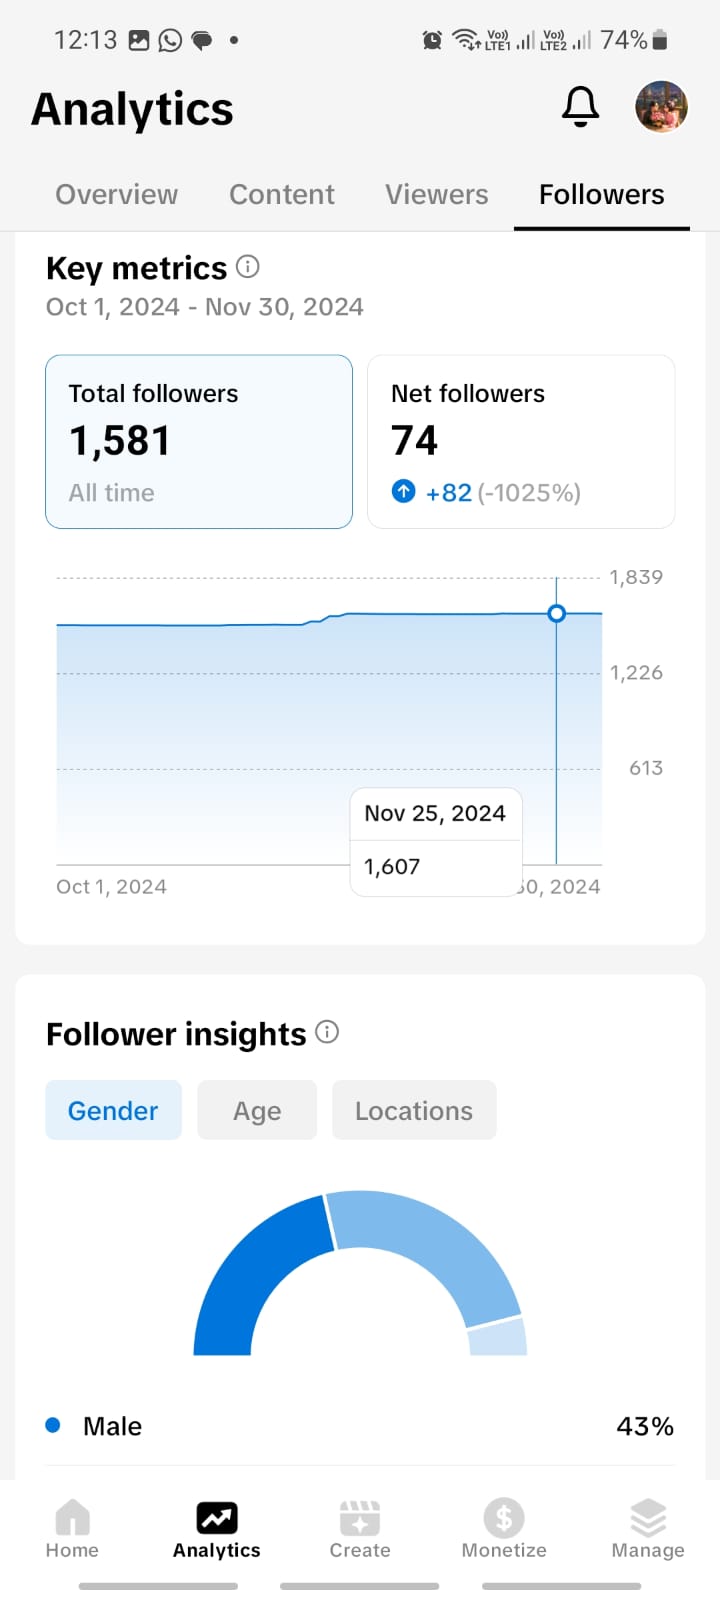 12:13
Vo)) LTE1 Vo)) LTE2 74%
Analytics
Overview Content Viewers Followers
Key metrics
Oct 1, 2024 - Nov 30, 2024
Total followers
1,581
All time
Net followers
74
+82 (-1025%)
1,839
1,226
613
Nov 25, 2024
1,607
Oct 1, 2024
0, 2024
Follower insights
Gender Age Locations
Male 43%
Home Analytics Create Monetize Manage